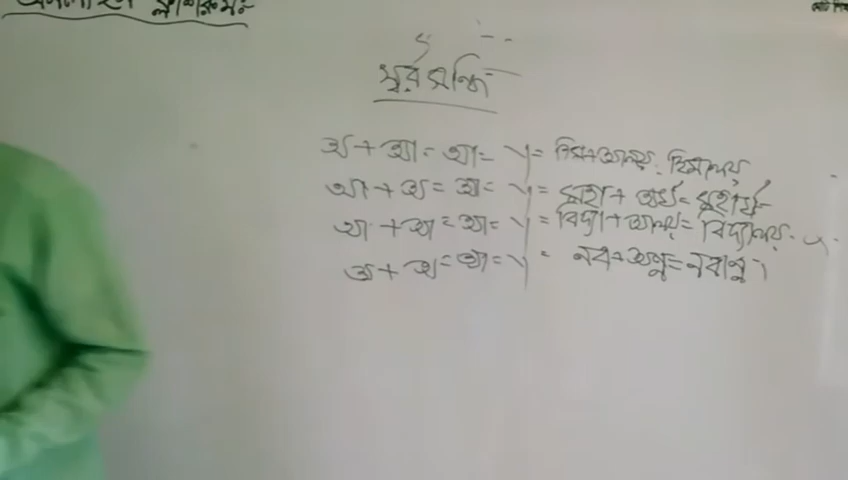 স্বরসন্ধি
অ + আ = আ = া = হিম + আলয় = হিমালয়
আ + অ = আ = া = মহা + অর্ঘ = মহার্ঘ
আ + আ = আ = া = বিদ্যা + আলয় = বিদ্যালয়
অ + অ = আ = া = নব + অন্ন = নবান্ন।